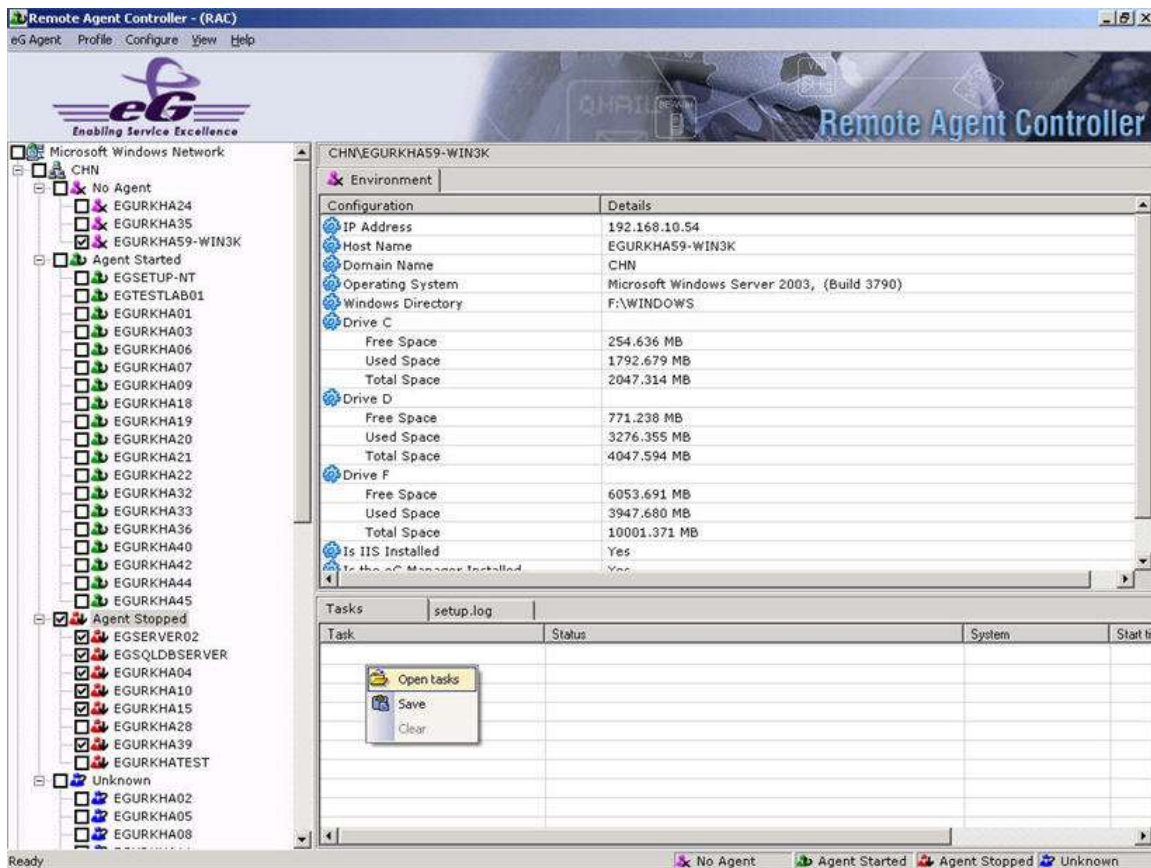 Remote Agent Controller - (RAC)
eG Agent Profile Configure View Help
eG
Enabling Service Excellence
Remote Agent Controller
Microsoft Windows Network
CHN
No Agent
EGURKHA24
EGURKHA35
EGURKHA59-WIN3K
Agent Started
EGSETUP-NT
EGTESTLAB01
EGURKHA01
EGURKHA03
EGURKHA06
EGURKHA07
EGURKHA09
EGURKHA18
EGURKHA19
EGURKHA20
EGURKHA21
EGURKHA22
EGURKHA32
EGURKHA33
EGURKHA36
EGURKHA40
EGURKHA42
EGURKHA44
EGURKHA45
Agent Stopped
EGSERVER02
EGSQLDBSERVER
EGURKHA04
EGURKHA10
EGURKHA15
EGURKHA28
EGURKHA39
EGURKHATEST
Unknown
EGURKHA02
EGURKHA05
EGURKHA08
CHN\EGURKHA59-WIN3K
Environment
Configuration Details
IP Address 192.168.10.54
Host Name EGURKHA59-WIN3K
Domain Name CHN
Operating System Microsoft Windows Server 2003, (Build 3790)
Windows Directory F:\WINDOWS
Drive C
Free Space 254.636 MB
Used Space 1792.679 MB
Total Space 2047.314 MB
Drive D
Free Space 771.238 MB
Used Space 3276.355 MB
Total Space 4047.594 MB
Drive F
Free Space 6053.691 MB
Used Space 3947.680 MB
Total Space 10001.371 MB
Is IIS Installed Yes
Is the eG Manager Installed Yes
Tasks setup.log
Task Status System Start ti
Open tasks
Save
Clear
Ready No Agent Agent Started Agent Stopped Unknown